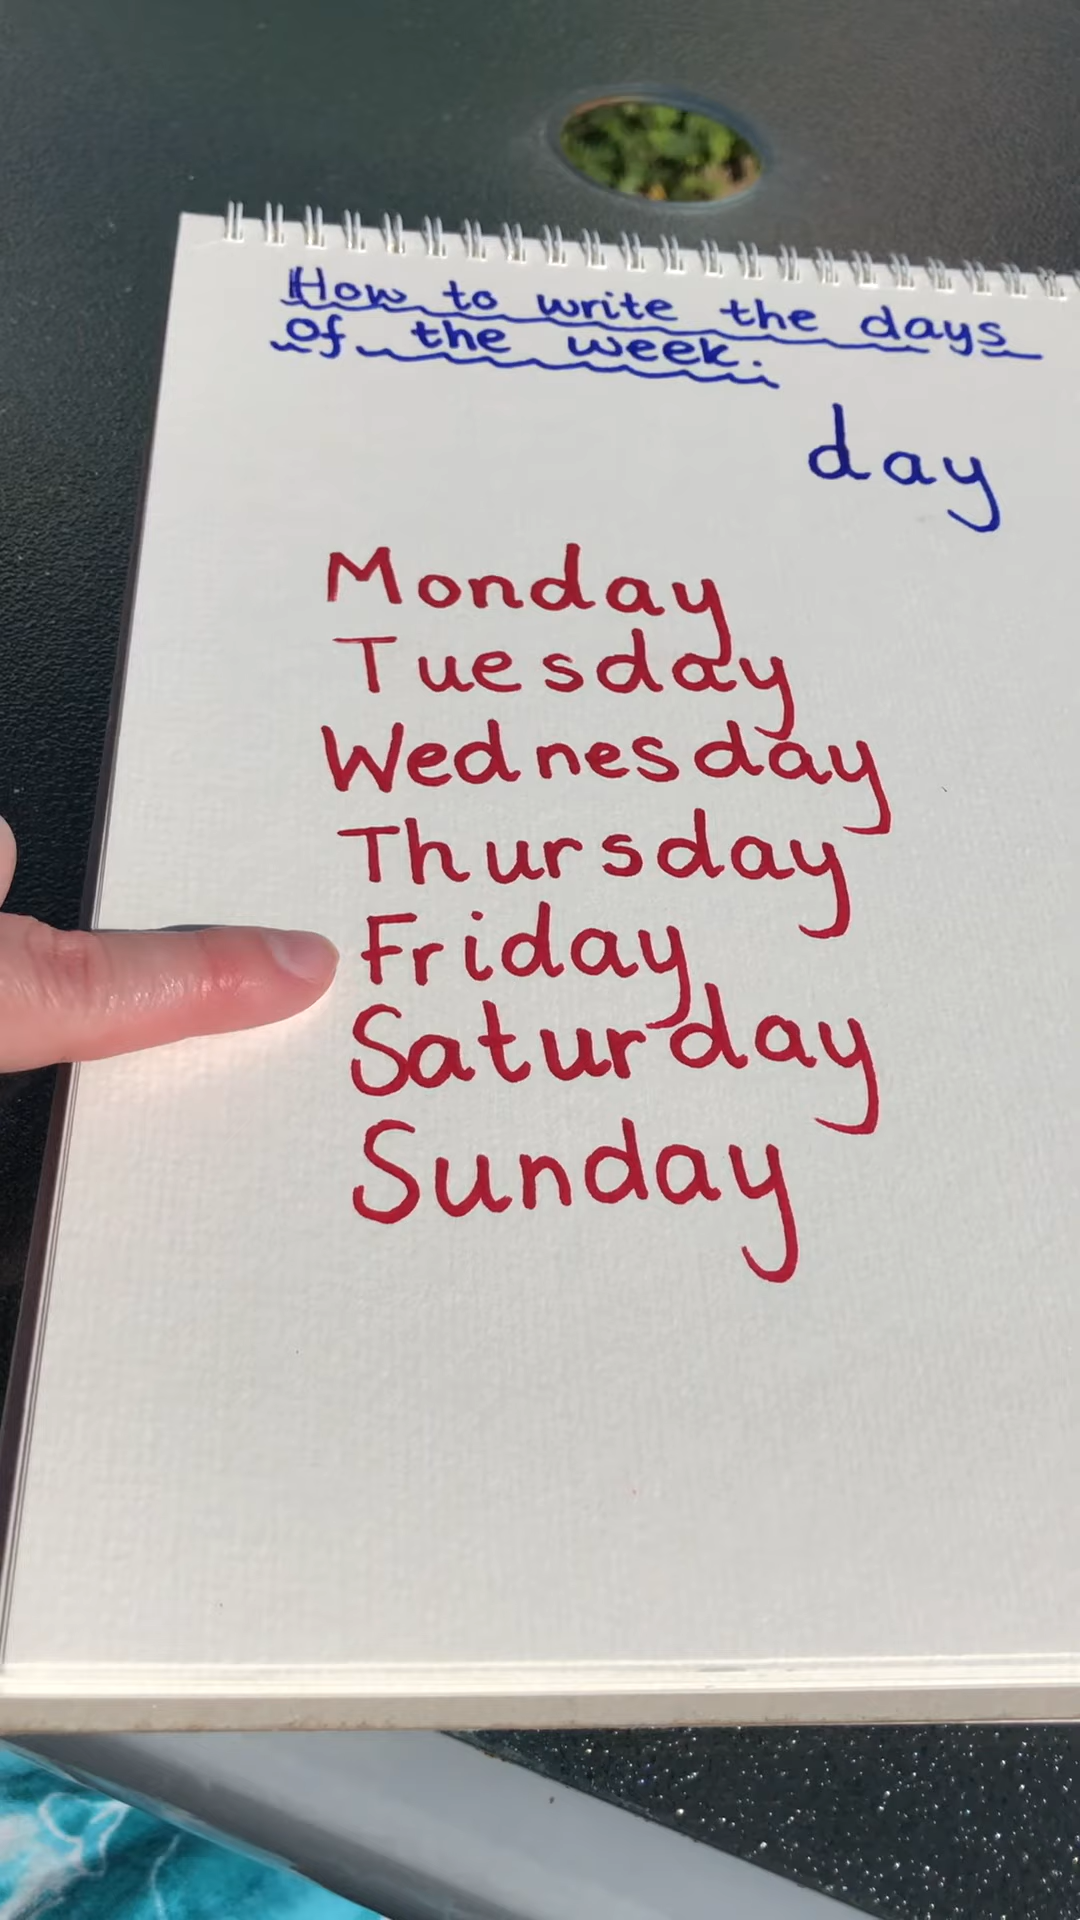 How to write the days
of the week.
day
Monday
Tuesday
Wednesday
Thursday
Friday
Saturday
Sunday